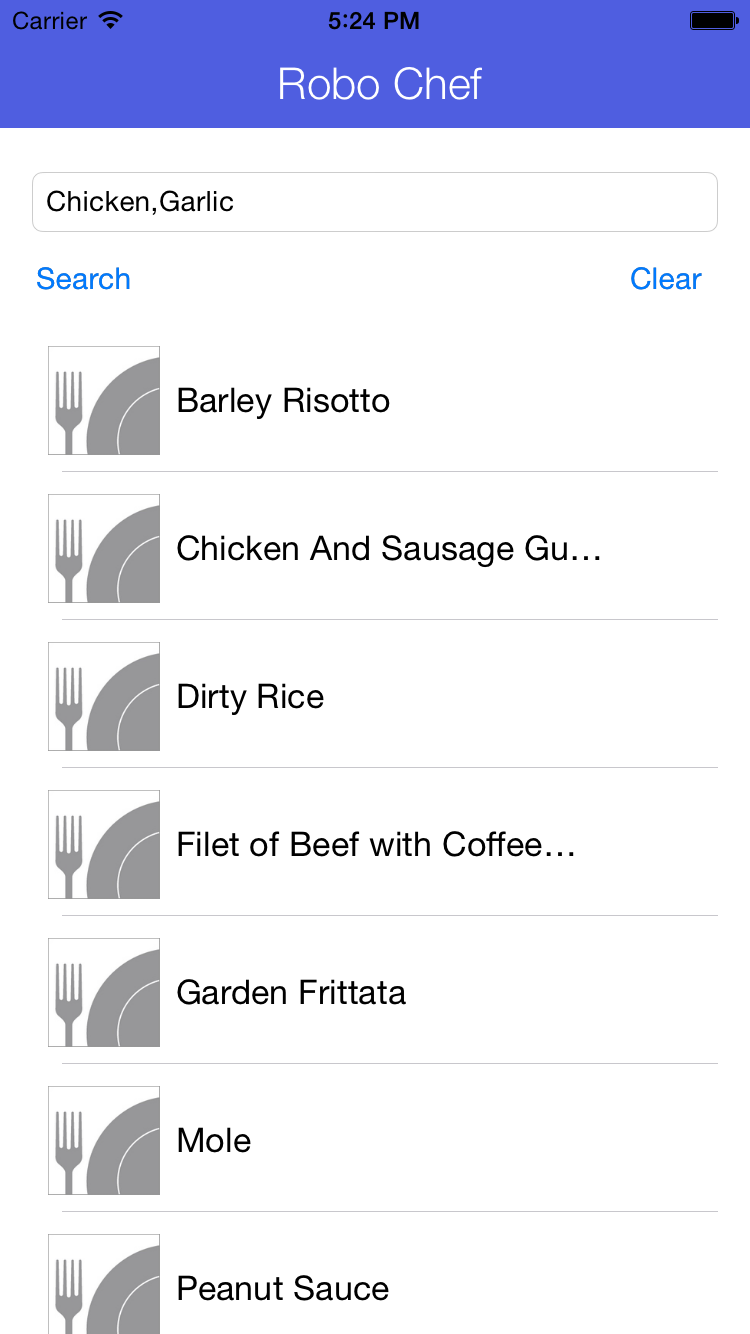 Carrier 5:24 PM
Robo Chef
Chicken,Garlic
Search Clear
Barley Risotto
Chicken And Sausage Gu…
Dirty Rice
Filet of Beef with Coffee…
Garden Frittata
Mole
Peanut Sauce